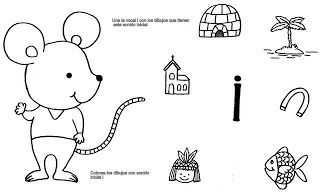 Une la vocal I con los dibujos que tienen
este sonido inicial
i
Colorea los dibujos con sonido
inicial I